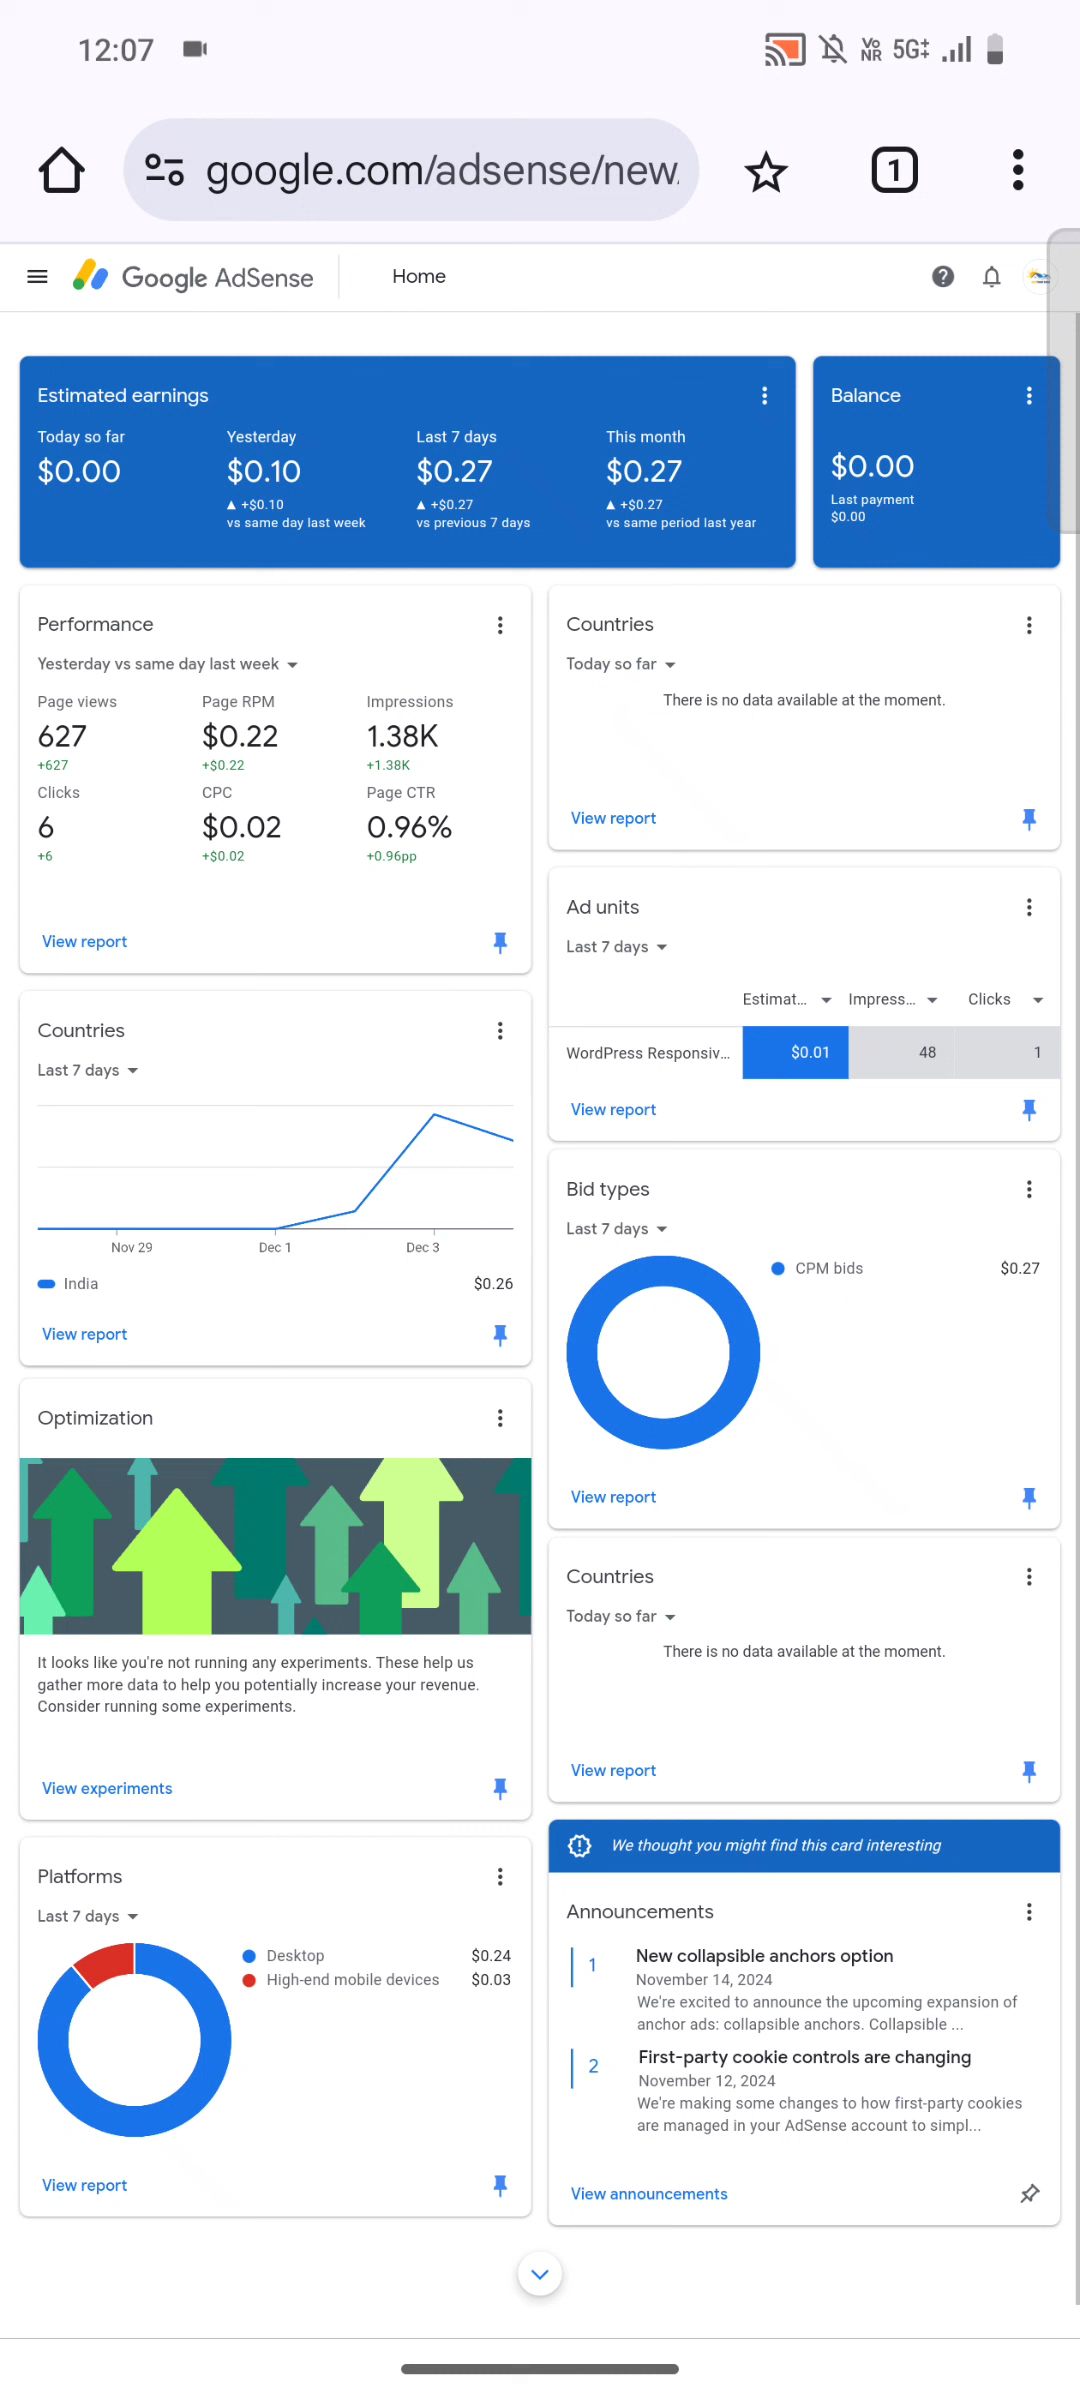 12:07
VoNR 5G
google.com/adsense/new
1
Google AdSense
Home
Estimated earnings
Today so far
$0.00
Yesterday
$0.10
+$0.10
vs same day last week
Last 7 days
$0.27
+$0.27
vs previous 7 days
This month
$0.27
+$0.27
vs same period last year
Balance
$0.00
Last payment
$0.00
Performance
Yesterday vs same day last week
Page views
627
+627
Page RPM
$0.22
+$0.22
Impressions
1.38K
+1.38K
Clicks
6
+6
CPC
$0.02
+$0.02
Page CTR
0.96%
+0.96pp
View report
Countries
Today so far
There is no data available at the moment.
View report
Ad units
Last 7 days
Estimat... Impress... Clicks
WordPress Responsiv... $0.01 48 1
View report
Countries
Last 7 days
Nov 29 Dec 1 Dec 3
India $0.26
View report
Bid types
Last 7 days
CPM bids $0.27
View report
Optimization
It looks like you're not running any experiments. These help us
gather more data to help you potentially increase your revenue.
Consider running some experiments.
View experiments
Countries
Today so far
There is no data available at the moment.
View report
Platforms
Last 7 days
Desktop $0.24
High-end mobile devices $0.03
View report
We thought you might find this card interesting
Announcements
1 New collapsible anchors option
November 14, 2024
We're excited to announce the upcoming expansion of
anchor ads: collapsible anchors. Collapsible ...
2 First-party cookie controls are changing
November 12, 2024
We're making some changes to how first-party cookies
are managed in your AdSense account to simpl...
View announcements